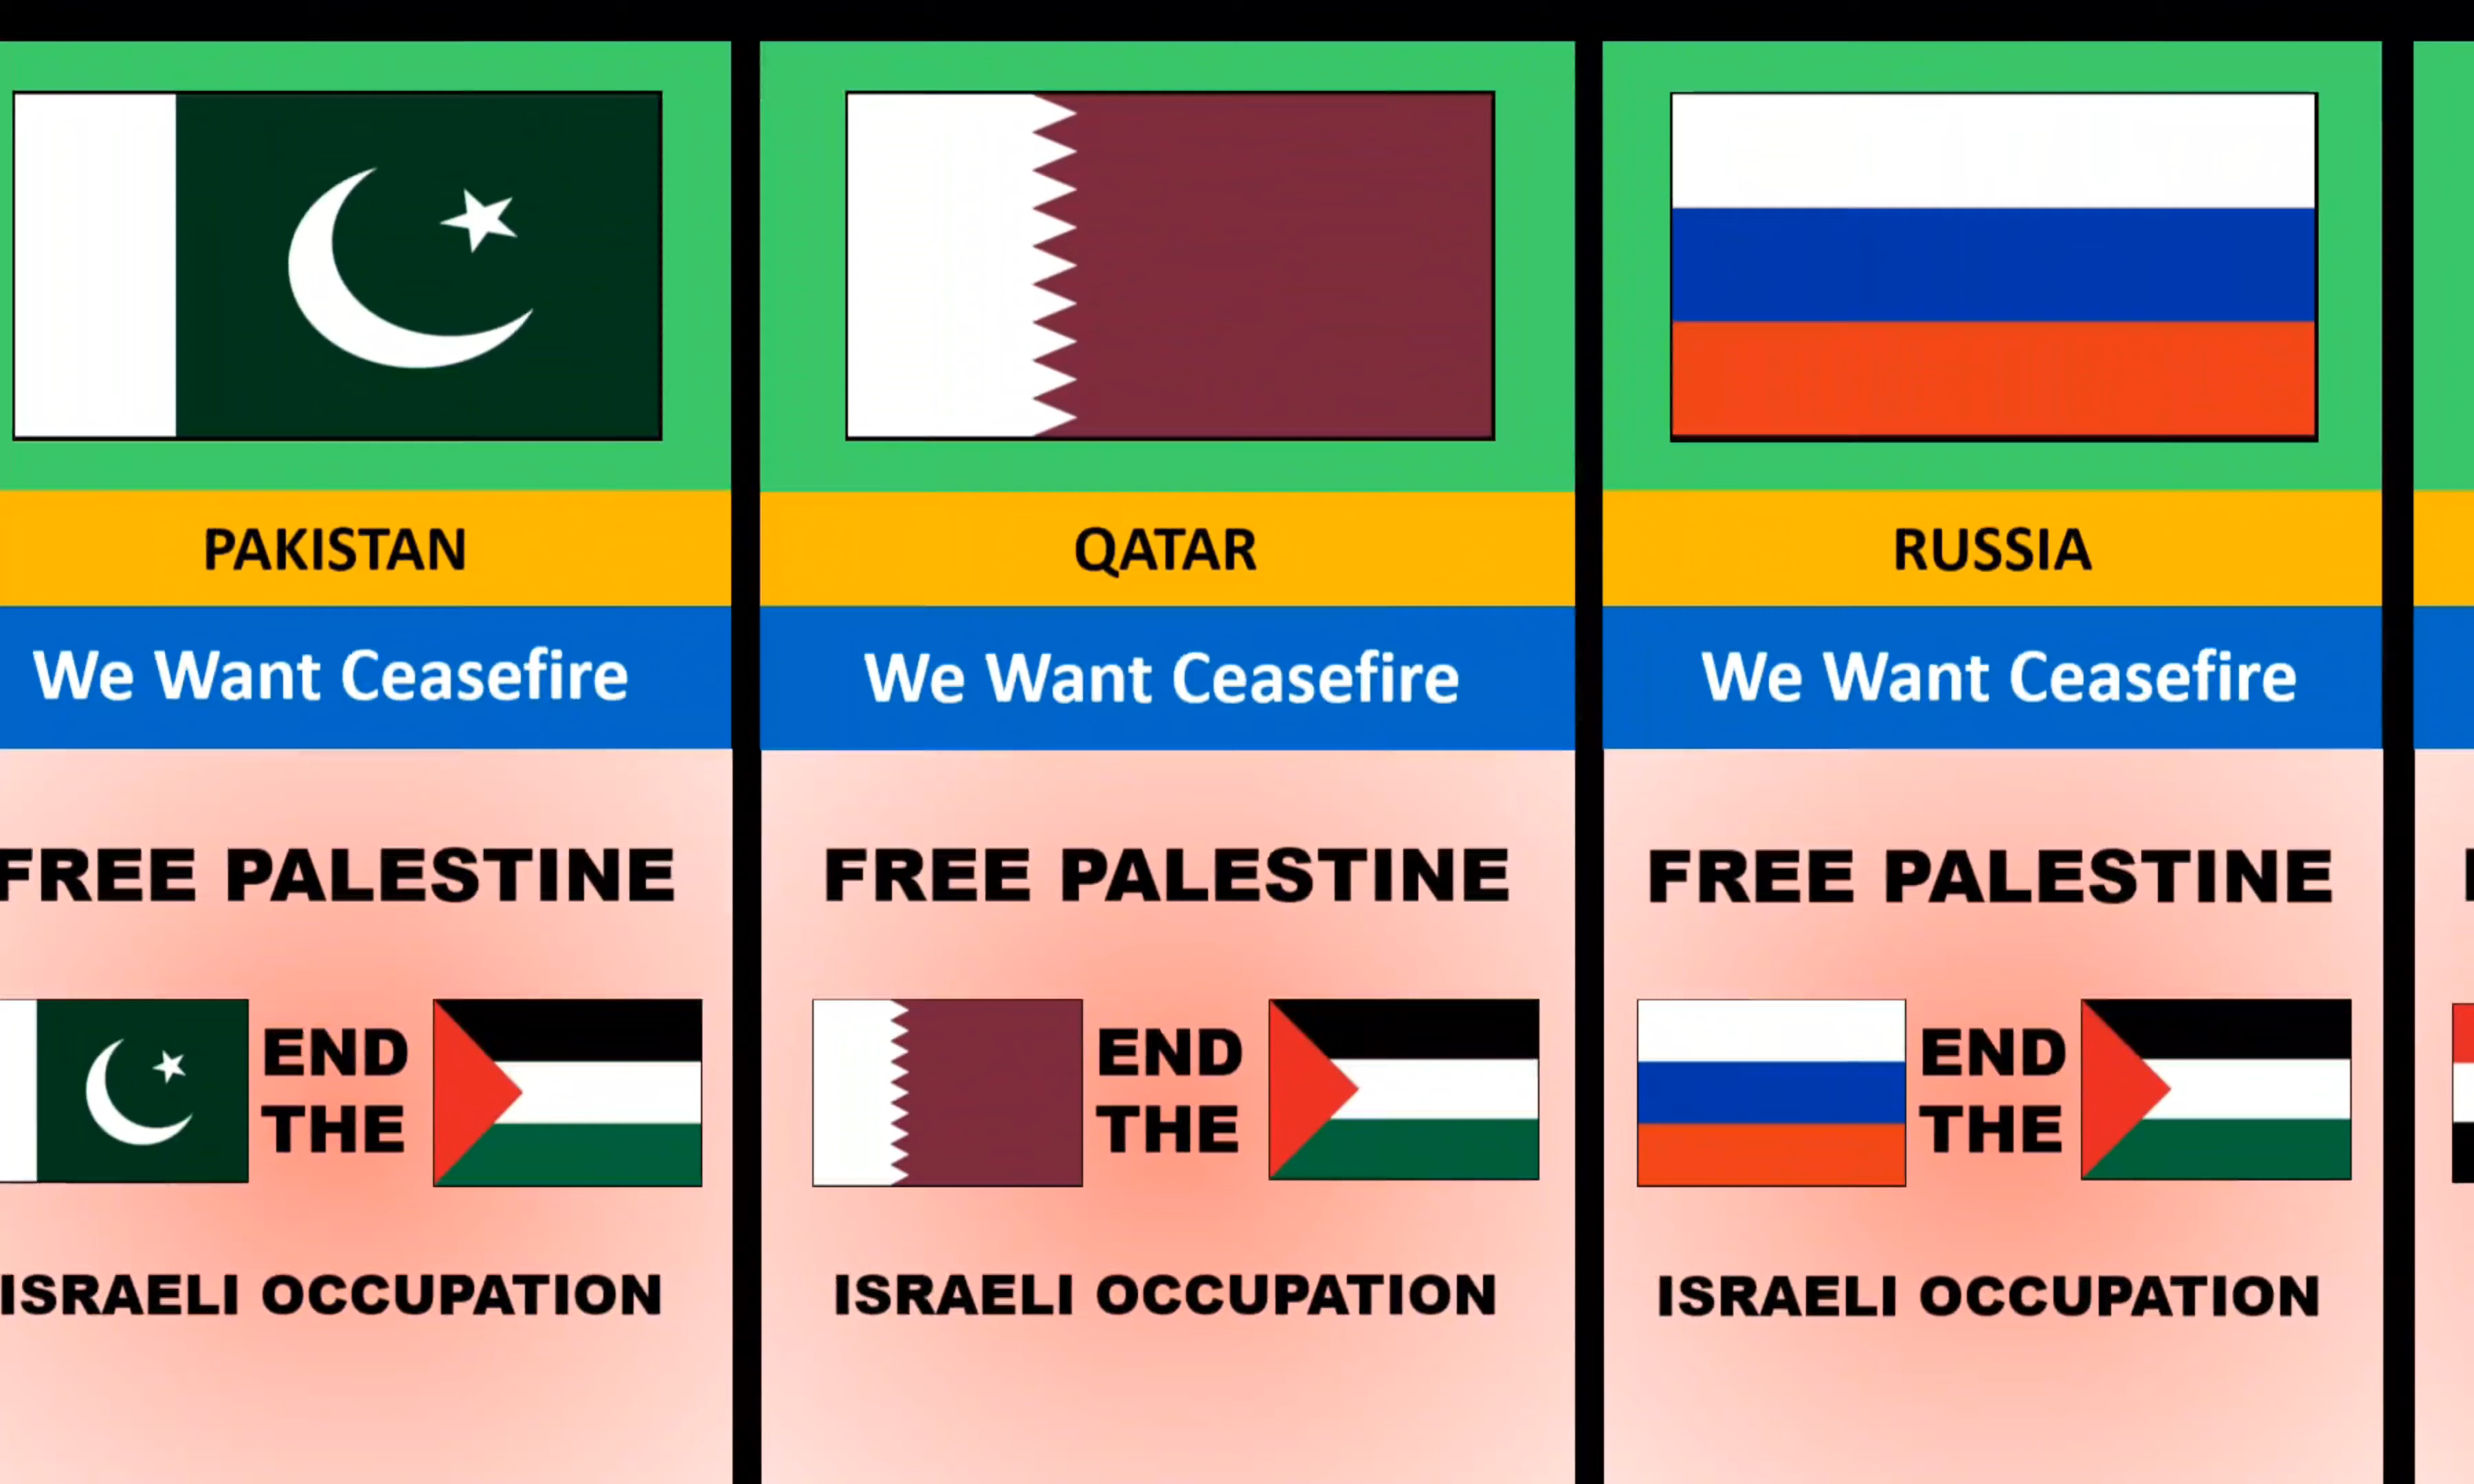 PAKISTAN
We Want Ceasefire
FREE PALESTINE
END
THE
ISRAELI OCCUPATION
QATAR
We Want Ceasefire
FREE PALESTINE
END
THE
ISRAELI OCCUPATION
RUSSIA
We Want Ceasefire
FREE PALESTINE
END
THE
ISRAELI OCCUPATION